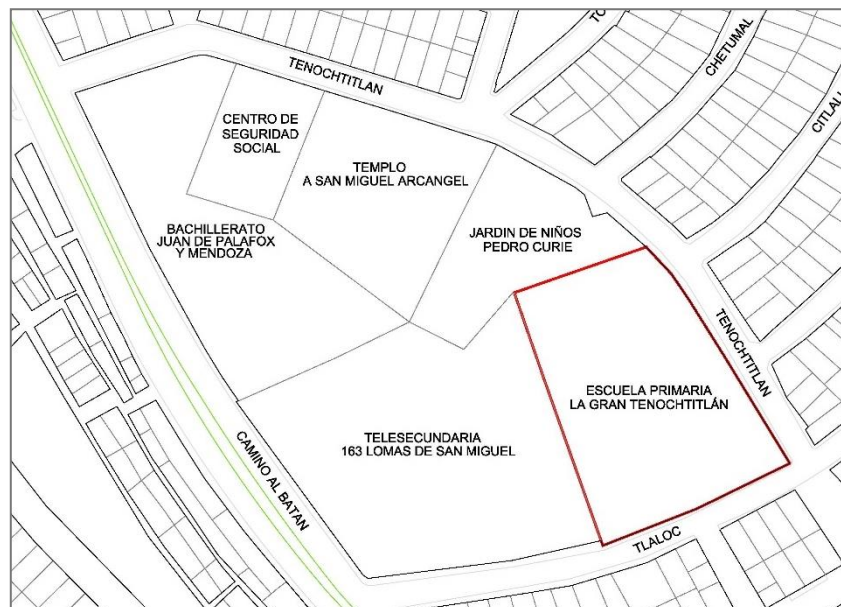 TENOCHTITLAN
CHETUMAL
CITLALI
CENTRO DE
SEGURIDAD
SOCIAL
TEMPLO
A SAN MIGUEL ARCANGEL
BACHILLERATO
JUAN DE PALAFOX
Y MENDOZA
JARDIN DE NIÑOS
PEDRO CURIE
TENOCHTITLAN
ESCUELA PRIMARIA
LA GRAN TENOCHTITLÁN
TELESECUNDARIA
163 LOMAS DE SAN MIGUEL
CAMINO AL BATAN
TLALOC